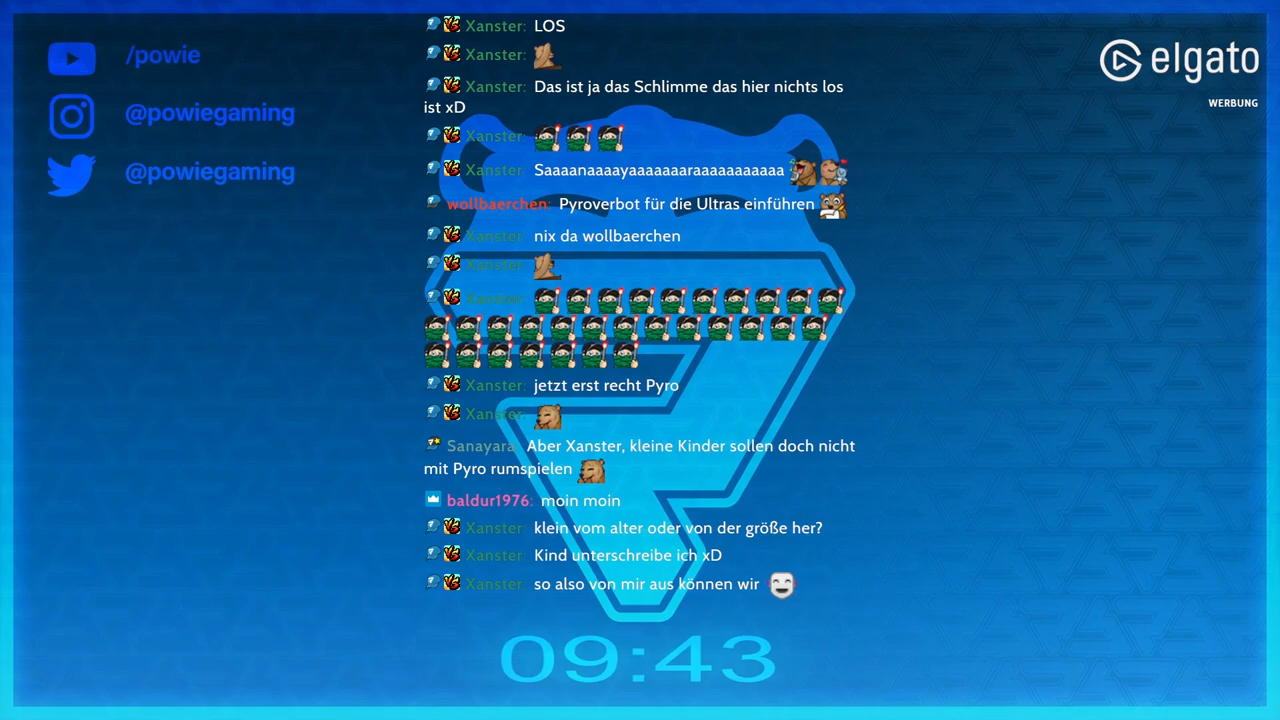 /powie
@powiegaming
@powiegaming
elgato
WERBUNG
Xanster: LOS
Xanster:
Xanster: Das ist ja das Schlimme das hier nichts los
ist xD
Xanster:
Xanster: Saaaanaaaayaaaaaaaraaaaaaaaaaa
wollbaerchen: Pyroverbot für die Ultras einführen
Xanster: nix da wollbaerchen
Xanster:
Xanster:
Xanster: jetzt erst recht Pyro
Xanster:
Sanayara: Aber Xanster, kleine Kinder sollen doch nicht
mit Pyro rumspielen
baldur1976: moin moin
Xanster: klein vom alter oder von der größe her?
Xanster: Kind unterschreibe ich xD
Xanster: so also von mir aus können wir
09:43